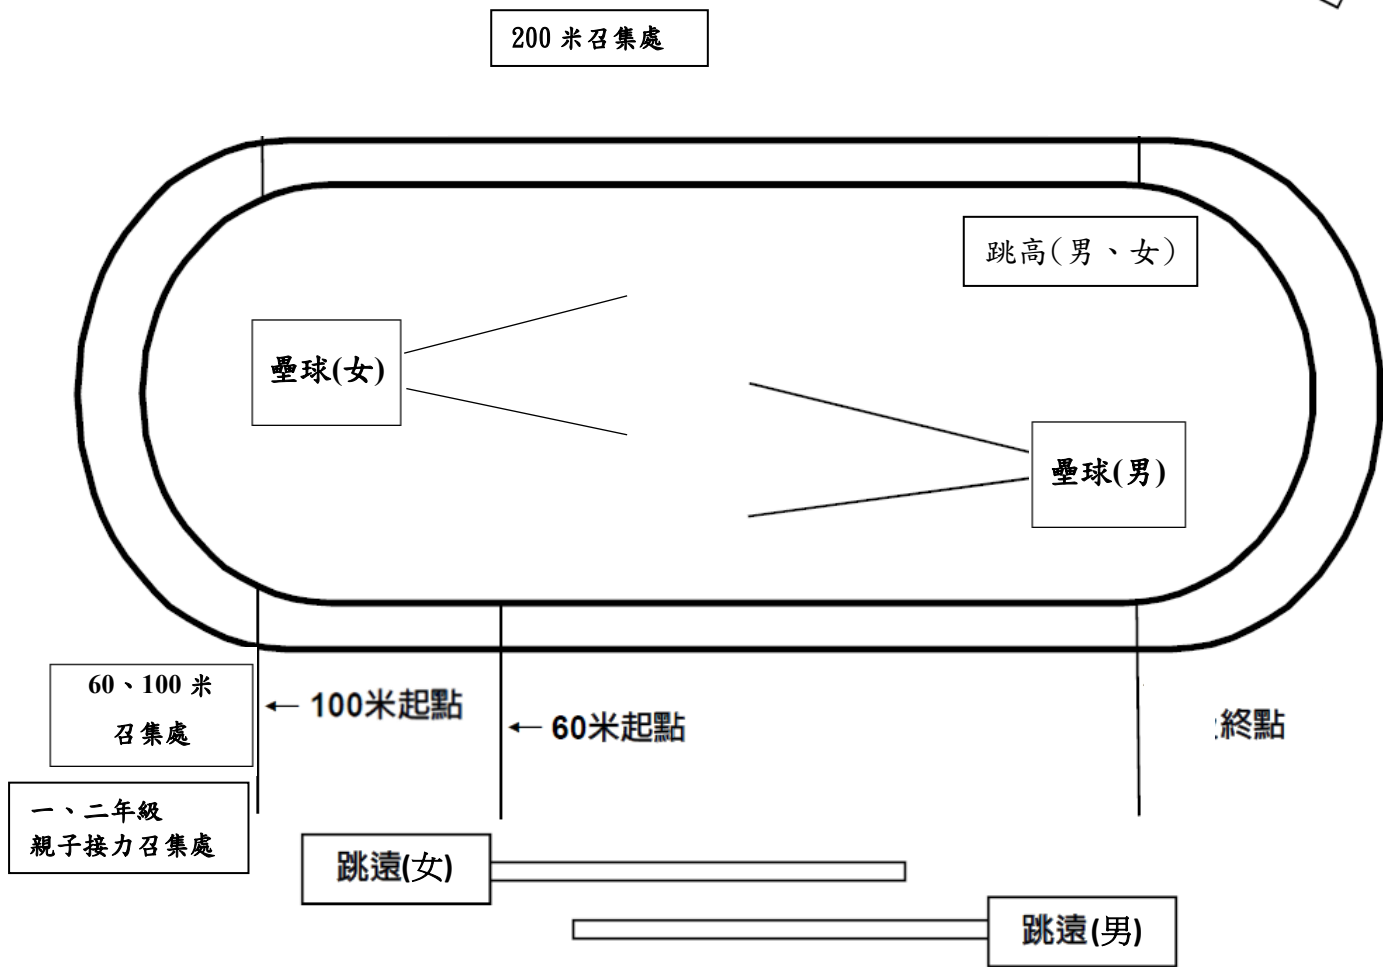 200 米召集處
跳高(男、女)
壘球(女)
壘球(男)
60、100 米
召集處
← 100米起點
← 60米起點
終點
一、二年級
親子接力召集處
跳遠(女)
跳遠(男)